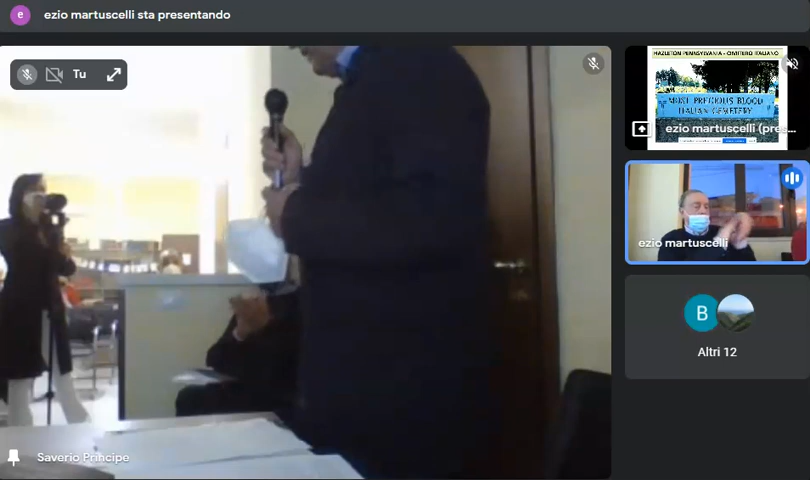 e
ezio martuscelli sta presentando
Tu
HAZLETON PENNSYLVANIA - CIMITERO ITALIANO
MOST PRECIOUS BLOOD
ITALIAN CEMETERY
ezio martuscelli (pres...
ezio martuscelli
B
Altri 12
Saverio Principe